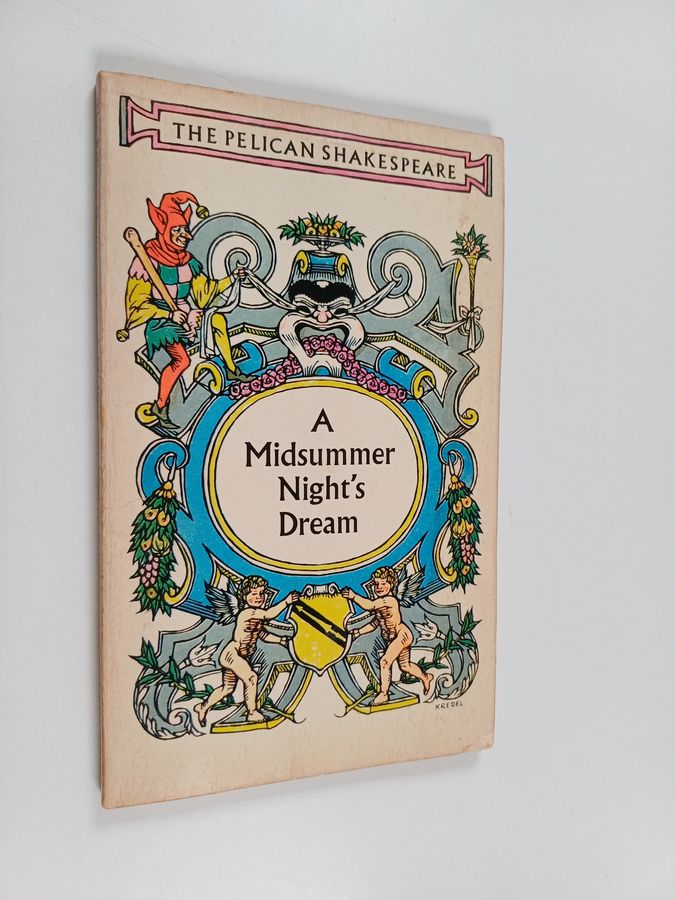 THE PELICAN SHAKESPEARE
A
Midsummer
Night's
Dream
KREDEL